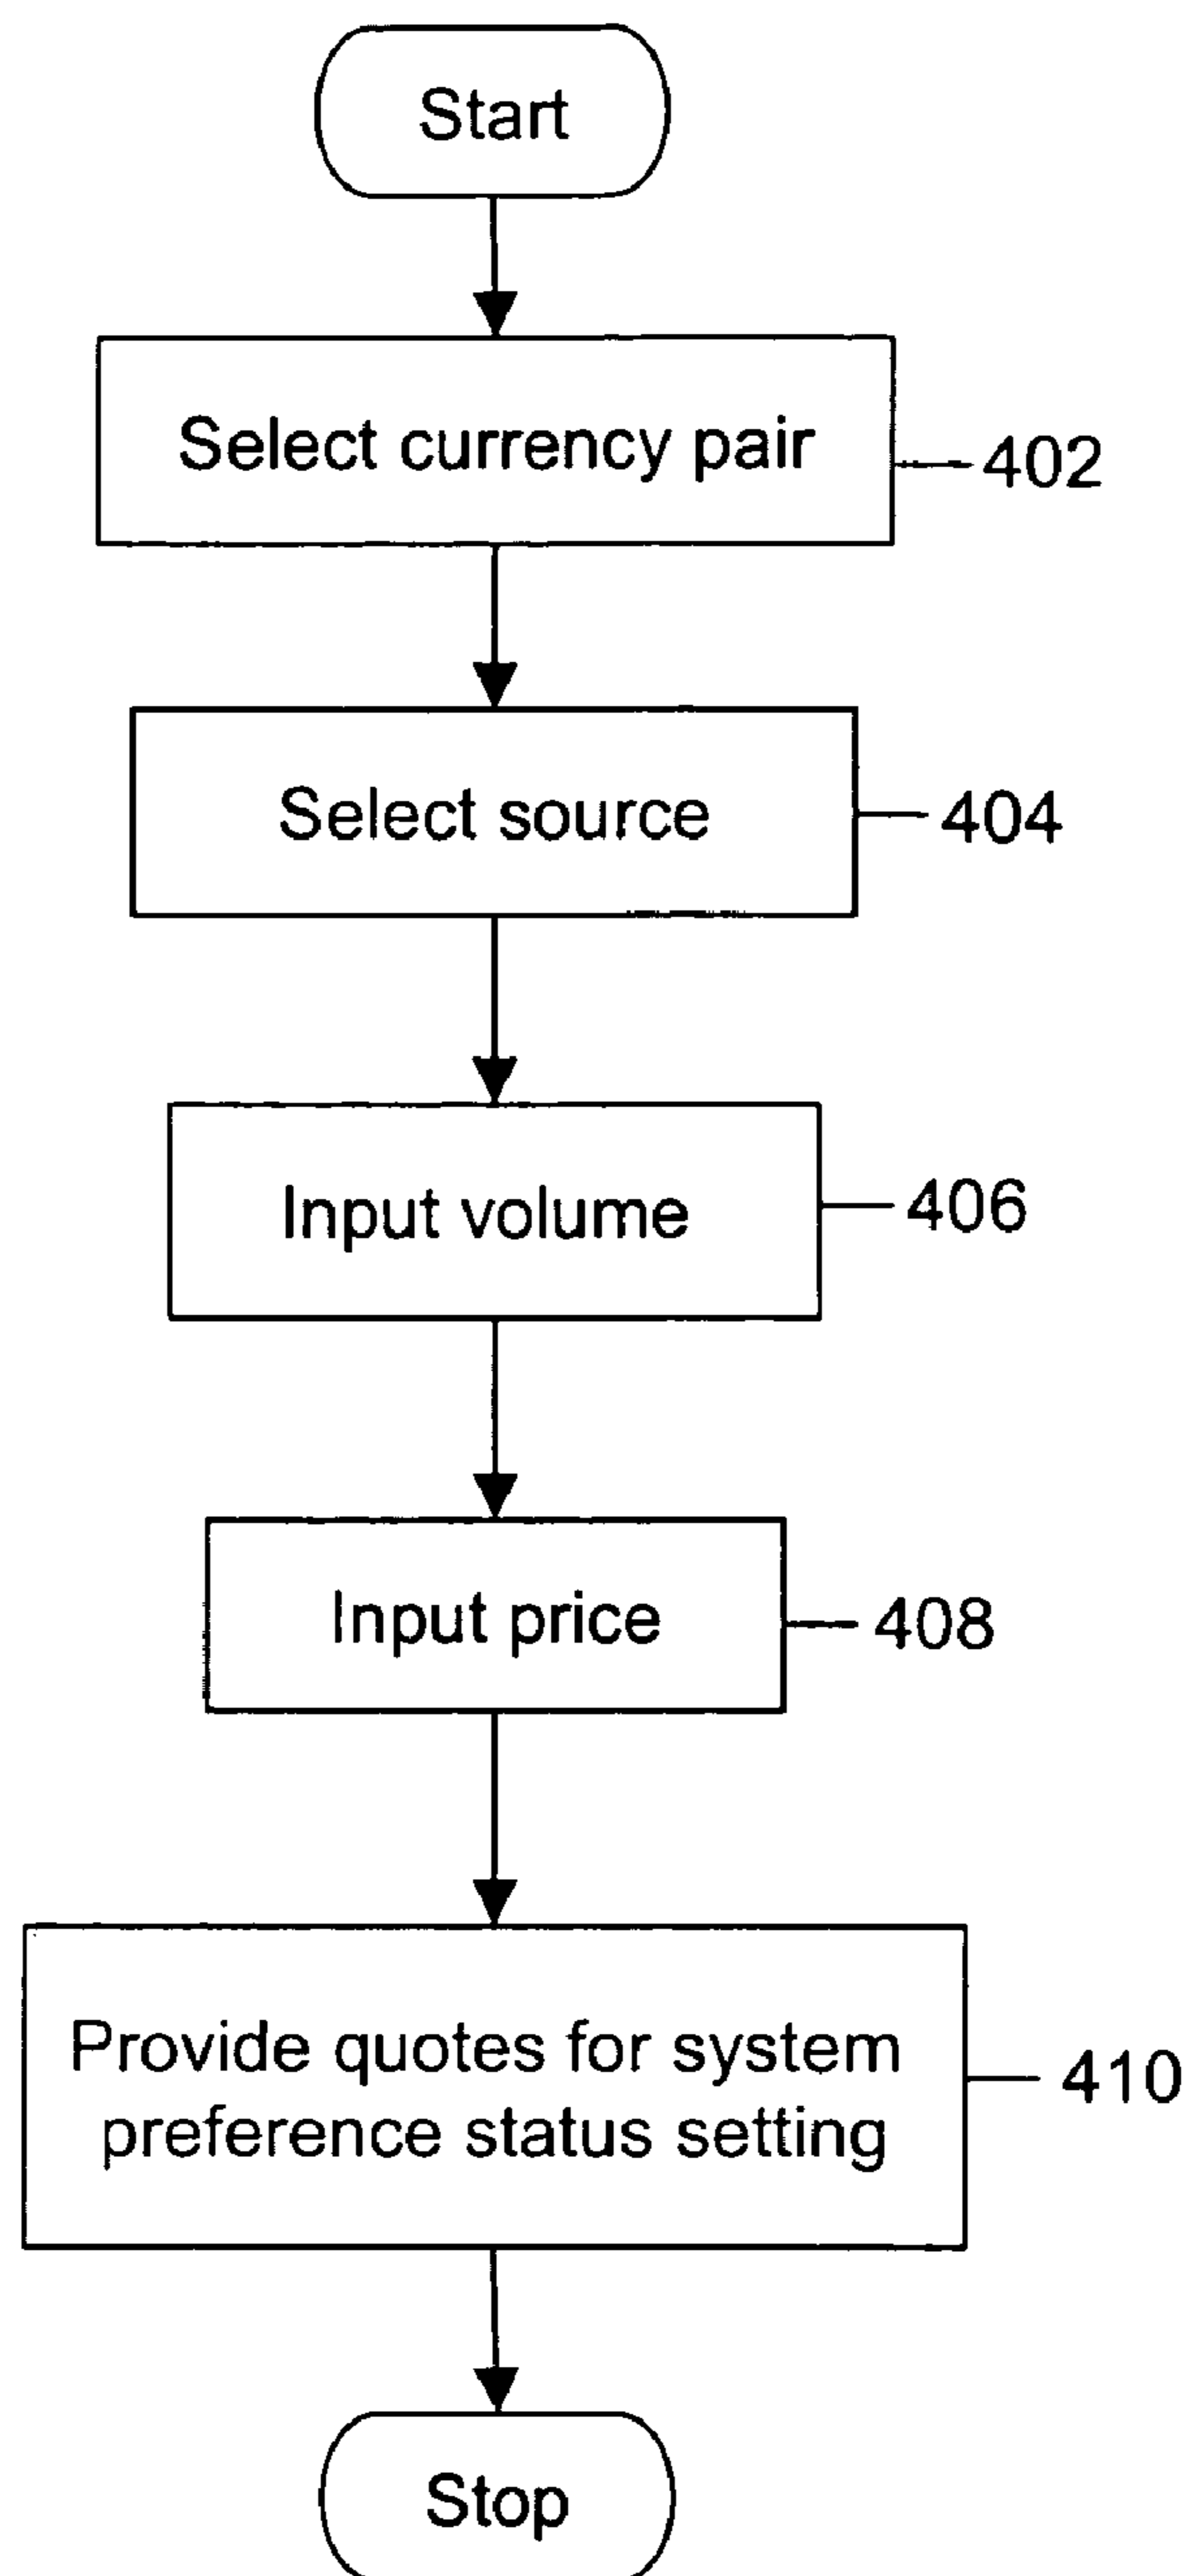 Start
Select currency pair
402
Select source
404
Input volume
406
Input price
408
Provide quotes for system
preference status setting
410
Stop